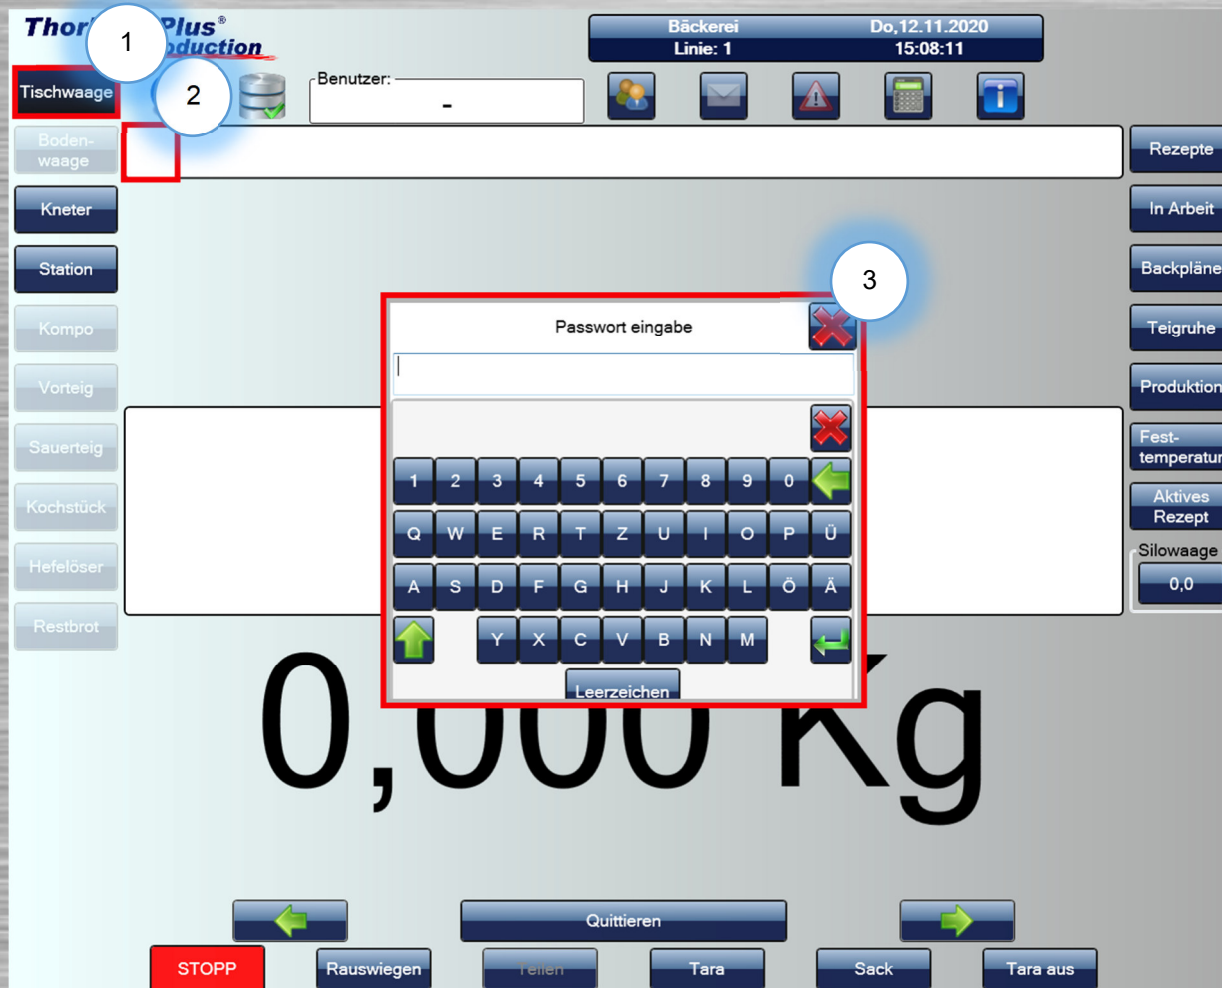 Thor Plus®
duction
1
2
3
Bäckerei Do,12.11.2020
Linie: 1 15:08:11
Tischwaage
Benutzer:
-
Boden-
waage
Kneter
Station
Kompo
Vorteig
Sauerteig
Kochstück
Hefelöser
Restbrot
Passwort eingabe
1 2 3 4 5 6 7 8 9 0
Q W E R T Z U I O P Ü
A S D F G H J K L Ö Ä
Y X C V B N M
Leerzeichen
Rezepte
In Arbeit
Backpläne
Teigruhe
Produktion
Fest-
temperatur
Aktives
Rezept
Silowaage
0,0
0,000 Kg
Quittieren
STOPP Rauswiegen Teilen Tara Sack Tara aus